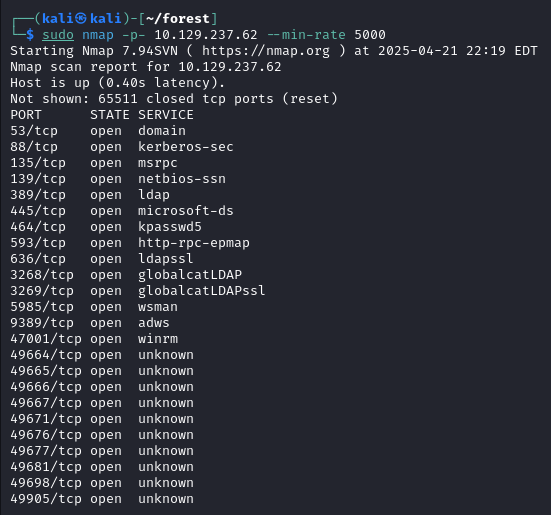 ┌──(kali㉿kali)-[~/forest]
└─$ sudo nmap -p- 10.129.237.62 --min-rate 5000
Starting Nmap 7.94SVN ( https://nmap.org ) at 2025-04-21 22:19 EDT
Nmap scan report for 10.129.237.62
Host is up (0.40s latency).
Not shown: 65511 closed tcp ports (reset)
PORT      STATE SERVICE
53/tcp    open  domain
88/tcp    open  kerberos-sec
135/tcp   open  msrpc
139/tcp   open  netbios-ssn
389/tcp   open  ldap
445/tcp   open  microsoft-ds
464/tcp   open  kpasswd5
593/tcp   open  http-rpc-epmap
636/tcp   open  ldapssl
3268/tcp  open  globalcatLDAP
3269/tcp  open  globalcatLDAPssl
5985/tcp  open  wsman
9389/tcp  open  adws
47001/tcp open  winrm
49664/tcp open  unknown
49665/tcp open  unknown
49666/tcp open  unknown
49667/tcp open  unknown
49671/tcp open  unknown
49676/tcp open  unknown
49677/tcp open  unknown
49681/tcp open  unknown
49698/tcp open  unknown
49905/tcp open  unknown